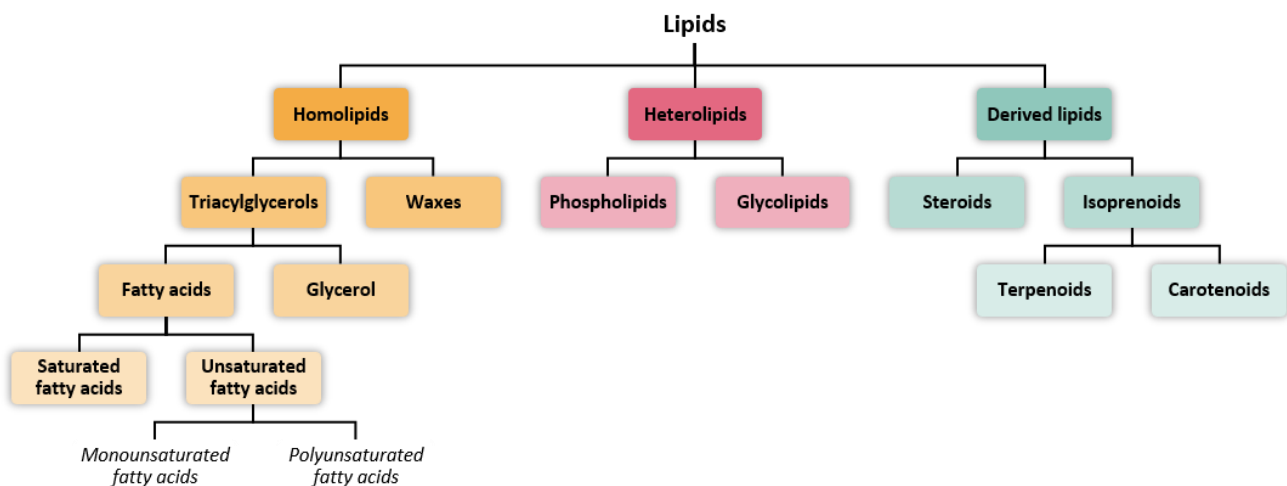 Lipids
Homolipids
Heterolipids
Derived lipids
Triacylglycerols
Waxes
Phospholipids
Glycolipids
Steroids
Isoprenoids
Fatty acids
Glycerol
Terpenoids
Carotenoids
Saturated
fatty acids
Unsaturated
fatty acids
Monounsaturated
fatty acids
Polyunsaturated
fatty acids